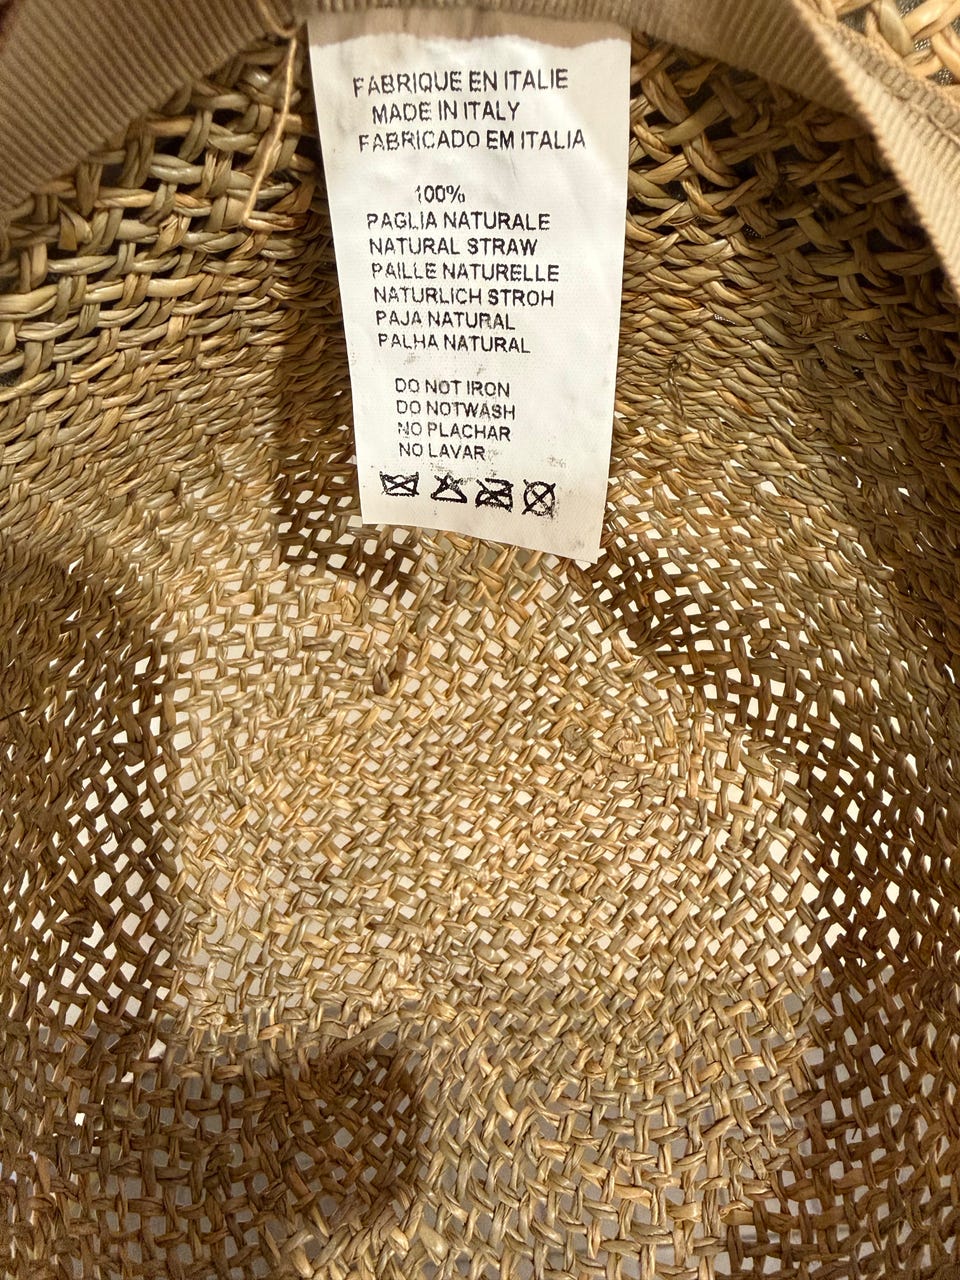 FABRIQUE EN ITALIE
MADE IN ITALY
FABRICADO EM ITALIA
100%
PAGLIA NATURALE
NATURAL STRAW
PAILLE NATURELLE
NATURLICH STROH
PAJA NATURAL
PALHA NATURAL
DO NOT IRON
DO NOTWASH
NO PLACHAR
NO LAVAR